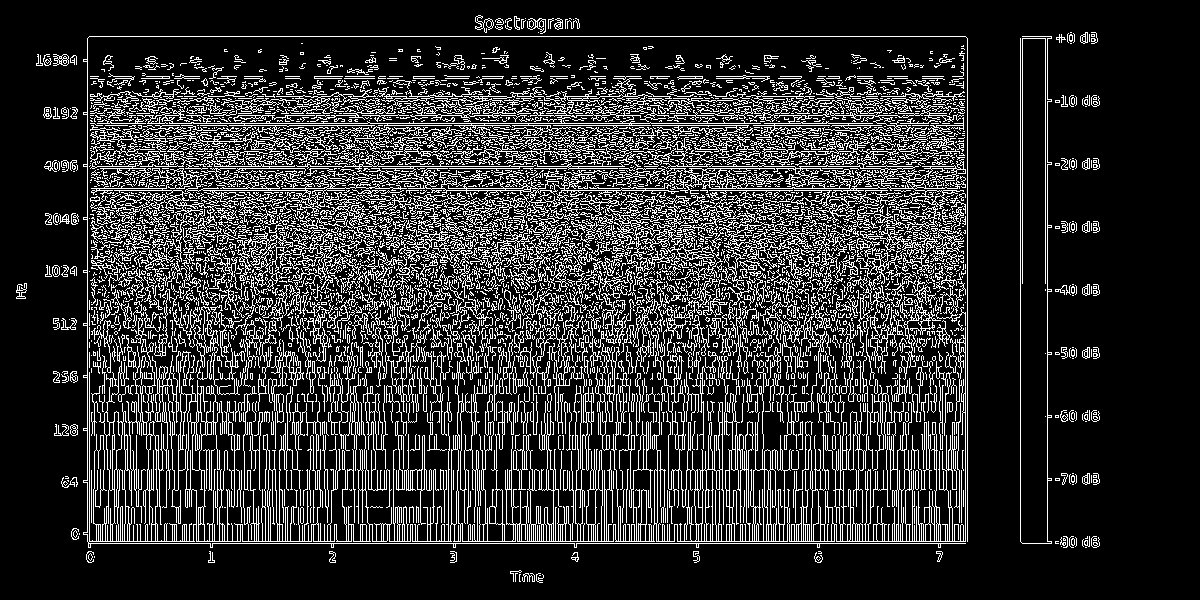 Spectrogram
16384
8192
4096
2048
1024
512
256
128
64
0
Hz
0 1 2 3 4 5 6 7
Time
+0 dB
-10 dB
-20 dB
-30 dB
-40 dB
-50 dB
-60 dB
-70 dB
-80 dB